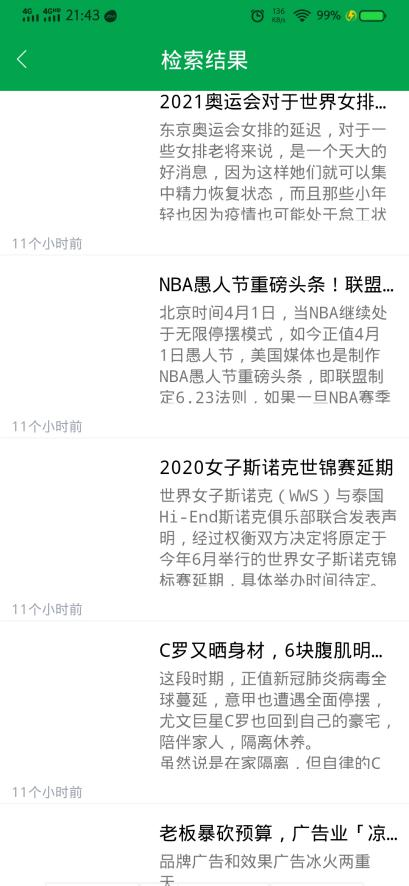 4G 4GHD 21:43 136 KB/s 99%
检索结果
2021奥运会对于世界女排...
东京奥运会女排的延迟，对于一
些女排老将来说，是一个天大的
好消息，因为这样她们就可以集
中精力恢复状态，而且那些小年
轻也因为疫情也可能处于怠工状
11个小时前
NBA愚人节重磅头条！联盟...
北京时间4月1日，当NBA继续处
于无限停摆模式，如今正值4月
1日愚人节，美国媒体也是制作
NBA愚人节重磅头条，即联盟制
定6.23法则，如果一旦NBA赛季
11个小时前
2020女子斯诺克世锦赛延期
世界女子斯诺克（WWS）与泰国
Hi-End斯诺克俱乐部联合发表声
明，经过权衡双方决定将原定于
今年6月举行的世界女子斯诺克锦
标赛延期，具体举办时间待定。
11个小时前
C罗又晒身材，6块腹肌明...
这段时期，正值新冠肺炎病毒全
球蔓延，意甲也遭遇全面停摆，
尤文巨星C罗也回到自己的豪宅，
陪伴家人，隔离休养。
虽然说是在家隔离，但自律的C
11个小时前
老板暴砍预算，广告业「凉...
品牌广告和效果广告冰火两重
天